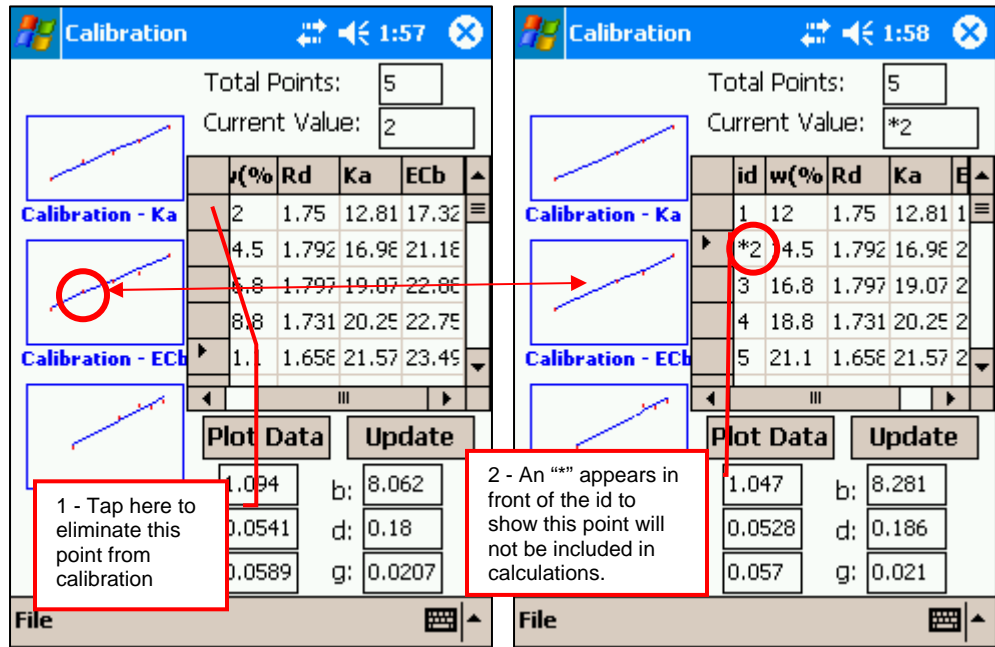 Calibration 1:57
Total Points: 5
Current Value: 2
v(% Rd Ka ECb
2 1.75 12.81 17.32
4.5 1.792 16.98 21.18
6.8 1.797 19.07 22.86
8.8 1.731 20.25 22.75
1.1 1.658 21.57 23.49
Calibration - Ka
Calibration - ECb
Plot Data Update
1.094 b: 8.062
0.0541 d: 0.18
0.0589 g: 0.0207
1 - Tap here to
eliminate this
point from
calibration
File
Calibration 1:58
Total Points: 5
Current Value: *2
id w(% Rd Ka E
1 12 1.75 12.81 1
*2 14.5 1.792 16.98 2
3 16.8 1.797 19.07 2
4 18.8 1.731 20.25 2
5 21.1 1.658 21.57 2
Calibration - Ka
Calibration - ECb
Plot Data Update
1.047 b: 8.281
0.0528 d: 0.186
0.057 g: 0.021
2 - An “*” appears in
front of the id to
show this point will
not be included in
calculations.
File